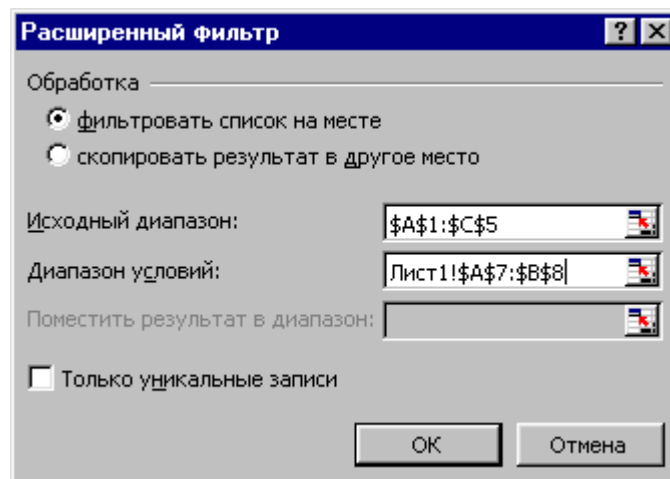 Расширенный фильтр
Обработка
фильтровать список на месте
скопировать результат в другое место
Исходный диапазон: $A$1:$C$5
Диапазон условий: Лист1!$A$7:$B$8
Поместить результат в диапазон:
Только уникальные записи
ОК Отмена